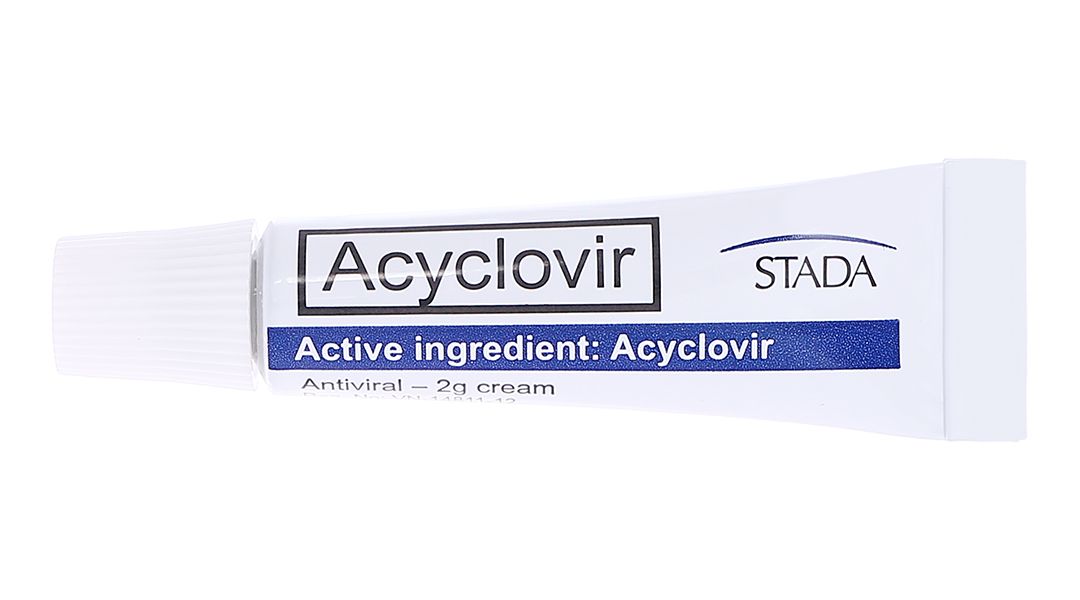 Acyclovir
STADA
Active ingredient: Acyclovir
Antiviral – 2g cream